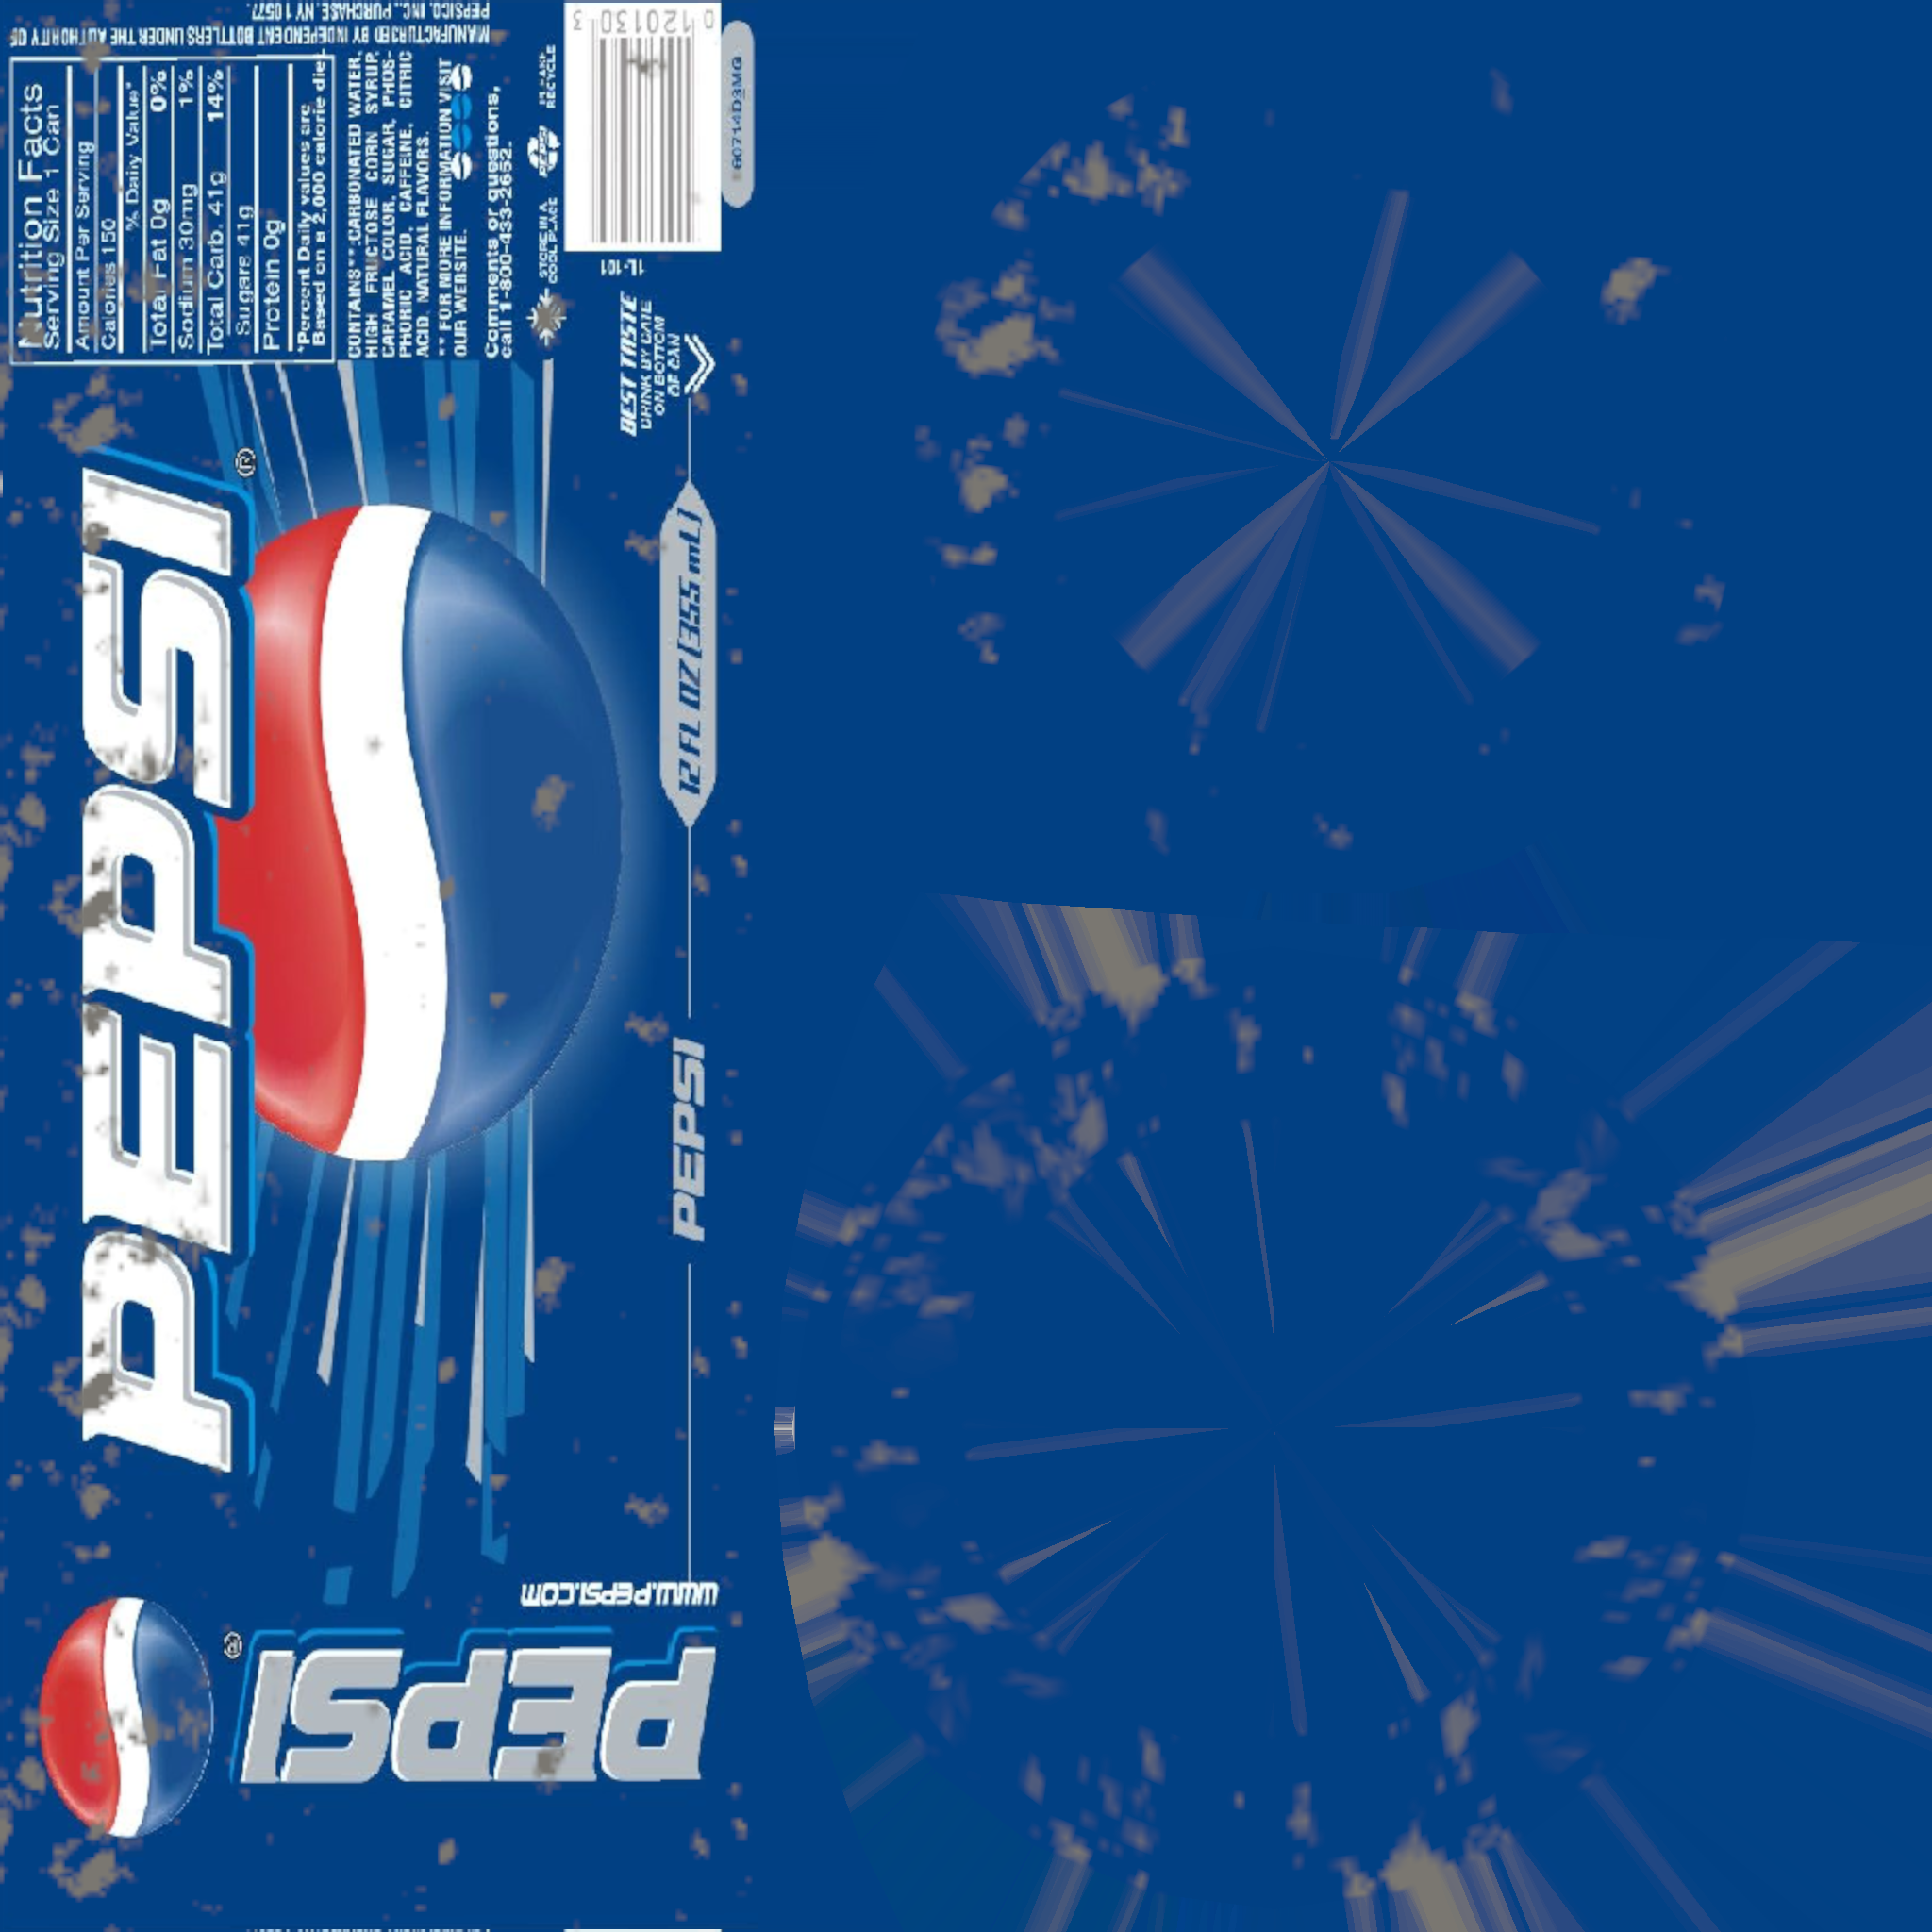 MANUFACTURED BY INDEPENDENT BOTTLERS UNDER THE AUTHORITY OF
PEPSICO, INC., PURCHASE, NY 10577.
Nutrition Facts
Serving Size 1 Can
Amount Per Serving
Calories 150
% Daily Value*
Total Fat 0g 0%
Sodium 30mg 1%
Total Carb. 41g 14%
Sugars 41g
Protein 0g
*Percent Daily values are
Based on a 2,000 calorie diet
CONTAINS**:CARBONATED WATER,
HIGH FRUCTOSE CORN SYRUP,
CARAMEL COLOR, SUGAR, PHOS-
PHORIC ACID, CAFFEINE, CITRIC
ACID, NATURAL FLAVORS.
** FOR MORE INFORMATION VISIT
OUR WEBSITE.
Comments or questions,
call 1-800-433-2652.
STORE IN A
COOL PLACE
PEPSI
PLEASE
RECYCLE
0 120130 3
1L-101
BEST TASTE
DRINK BY DATE
ON BOTTOM
OF CAN
PEPSI®
12 FL OZ (355 mL)
PEPSI
WWW.PEPSI.COM
PEPSI®